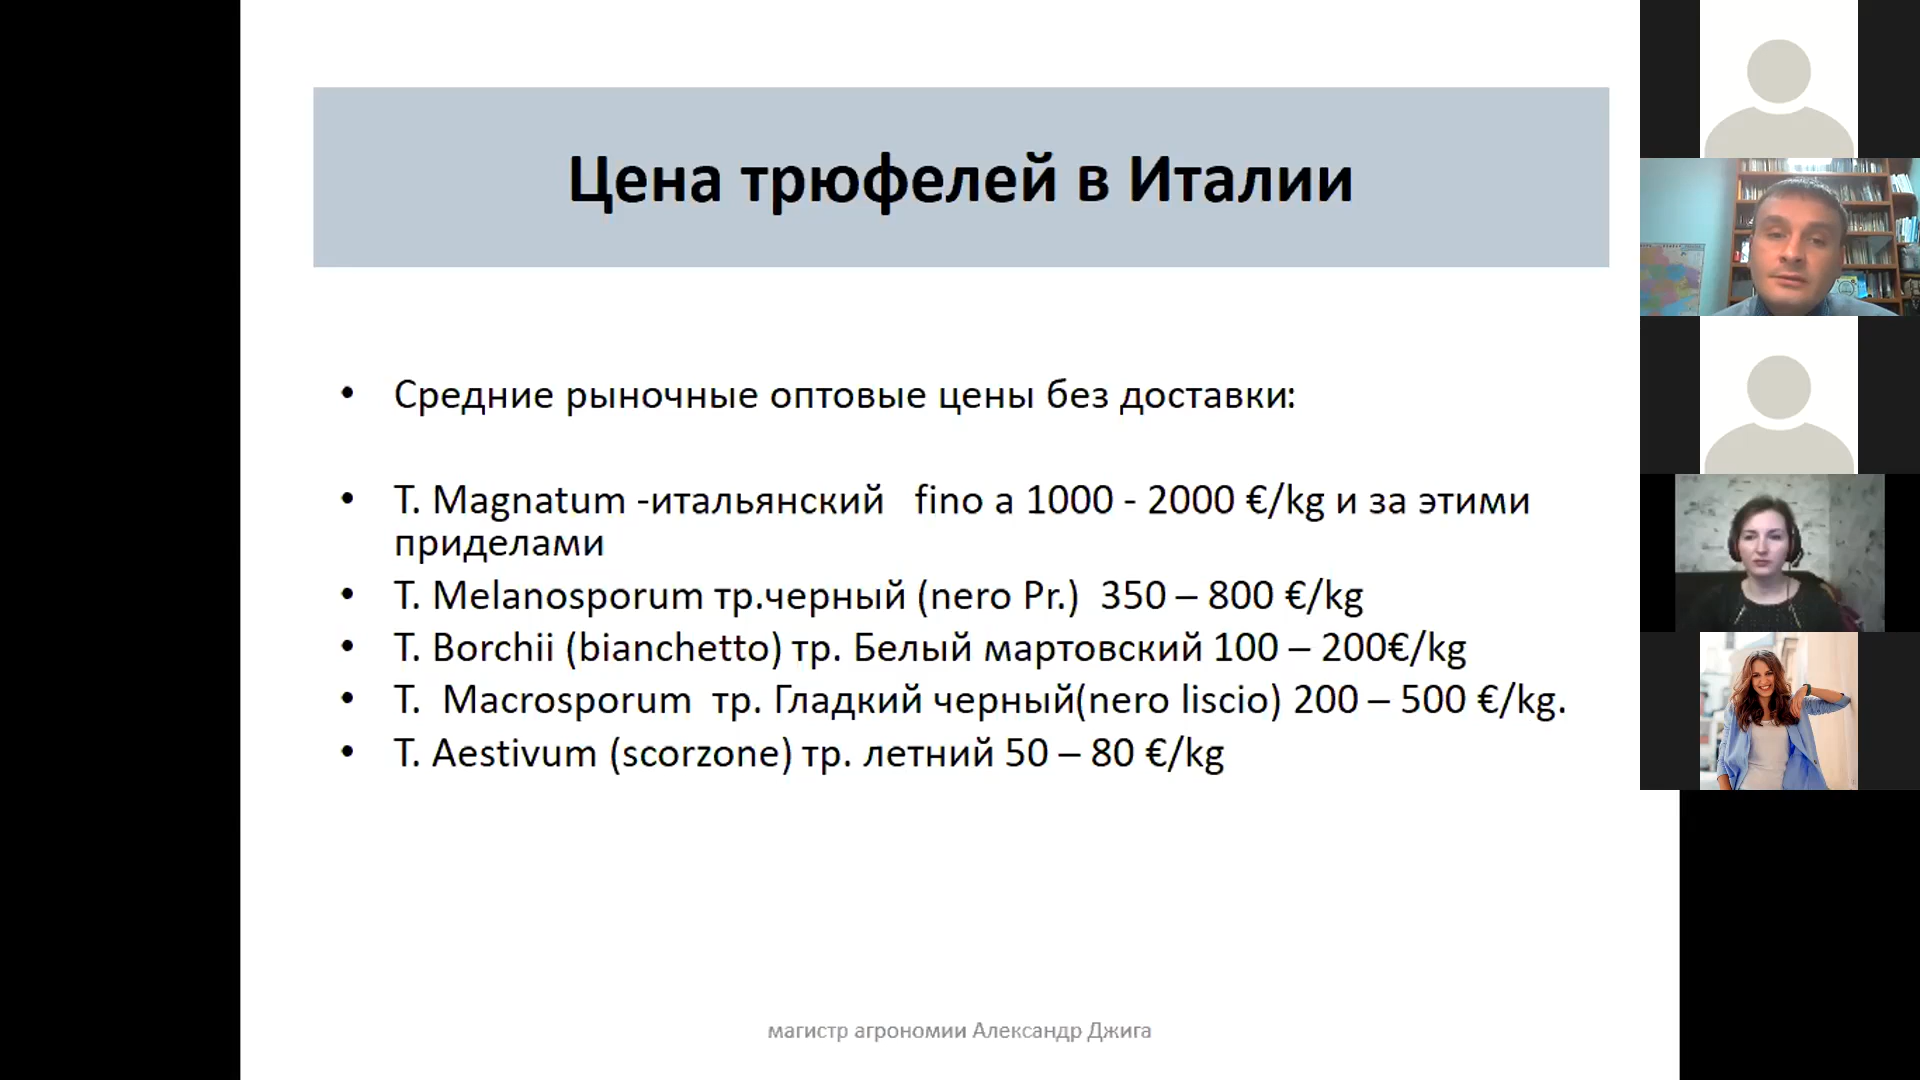 Цена трюфелей в Италии
• Средние рыночные оптовые цены без доставки:
• T. Magnatum -итальянский fino a 1000 - 2000 €/kg и за этими
приделами
• T. Melanosporum тр.черный (nero Pr.) 350 – 800 €/kg
• T. Borchii (bianchetto) тр. Белый мартовский 100 – 200€/kg
• T. Macrosporum тр. Гладкий черный(nero liscio) 200 – 500 €/kg.
• T. Aestivum (scorzone) тр. летний 50 – 80 €/kg
магистр агрономии Александр Джига